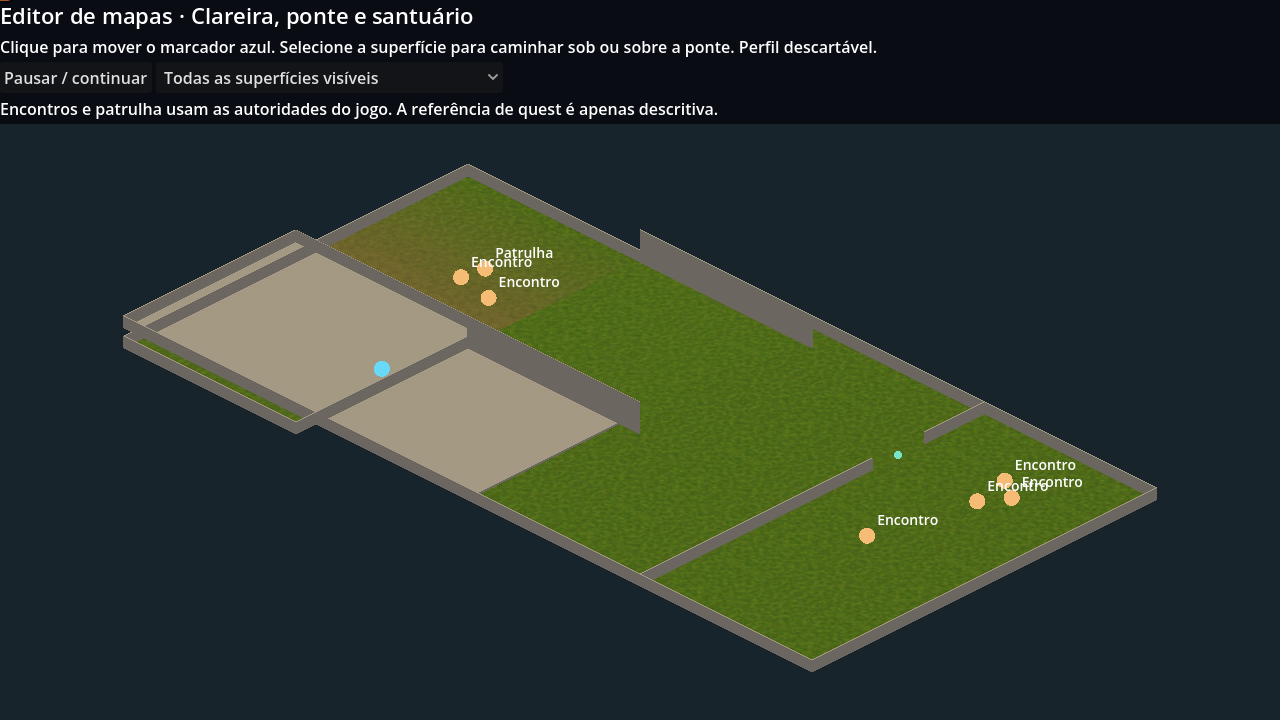 Editor de mapas · Clareira, ponte e santuário
Clique para mover o marcador azul. Selecione a superfície para caminhar sob ou sobre a ponte. Perfil descartável.
Pausar / continuar
Todas as superfícies visíveis
Encontros e patrulha usam as autoridades do jogo. A referência de quest é apenas descritiva.
Patrulha
Encontro
Encontro
Encontro
Encontro
Encontro
Encontro